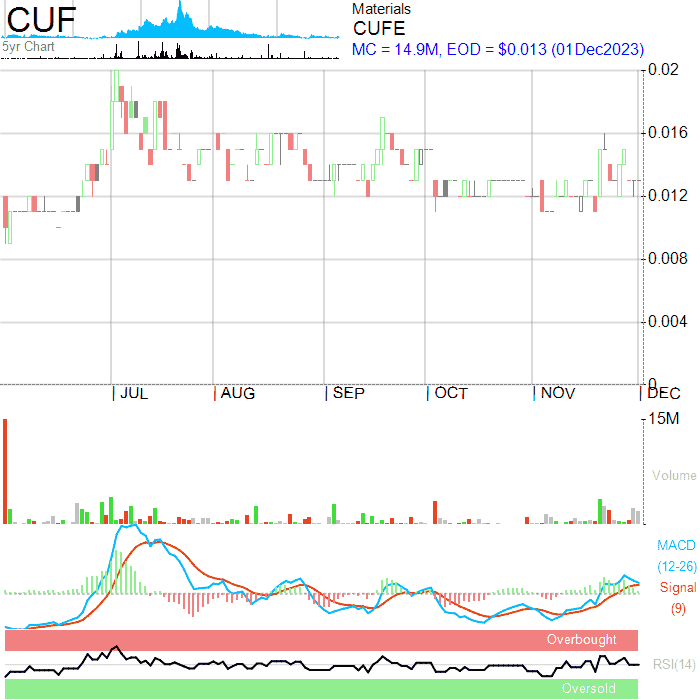 CUF
5yr Chart
Materials
CUFE
MC = 14.9M, EOD = $0.013 (01Dec2023)
0.02
0.016
0.012
0.008
0.004
0
JUL AUG SEP OCT NOV DEC
15M
Volume
MACD
(12-26)
Signal
(9)
Overbought
RSI(14)
Oversold